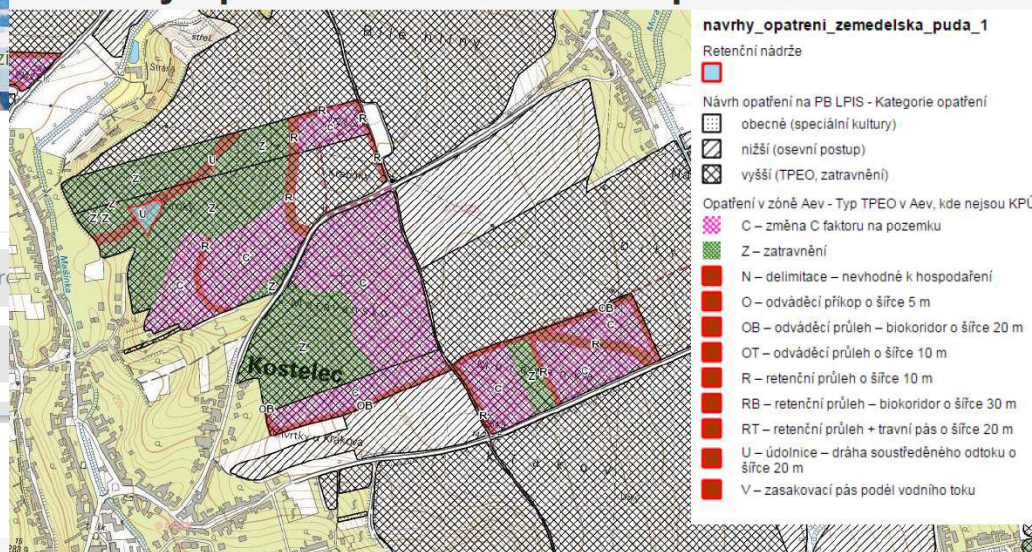 navrhy_opatreni_zemedelska_puda_1
Retenční nádrže
Návrh opatření na PB LPIS - Kategorie opatření
obecné (speciální kultury)
nižší (osevní postup)
vyšší (TPEO, zatravnění)
Opatření v zóně Aev - Typ TPEO v Aev, kde nejsou KPÚ
C – změna C faktoru na pozemku
Z – zatravnění
N – delimitace – nevhodné k hospodaření
O – odváděcí příkop o šířce 5 m
OB – odváděcí průleh – biokoridor o šířce 20 m
OT – odváděcí průleh o šířce 10 m
R – retenční průleh o šířce 10 m
RB – retenční průleh – biokoridor o šířce 30 m
RT – retenční průleh + travní pás o šířce 20 m
U – údolnice – dráha soustředěného odtoku o
šířce 20 m
V – zasakovací pás podél vodního toku
Stráž
R
C
R
C
R
U
Z
Z
Z
Z Z
U
Z
R
R
C
C
Z
C
Z
Kostelec
OB
C
R
C
Z
R
C
OB
C
OB
R